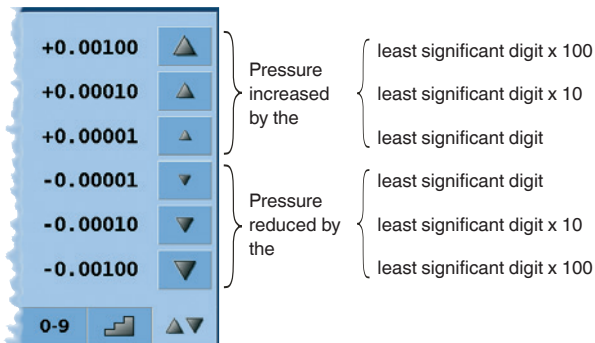 +0.00100
+0.00010
+0.00001
-0.00001
-0.00010
-0.00100
0-9
Pressure
increased
by the
least significant digit x 100
least significant digit x 10
least significant digit
Pressure
reduced by
the
least significant digit
least significant digit x 10
least significant digit x 100